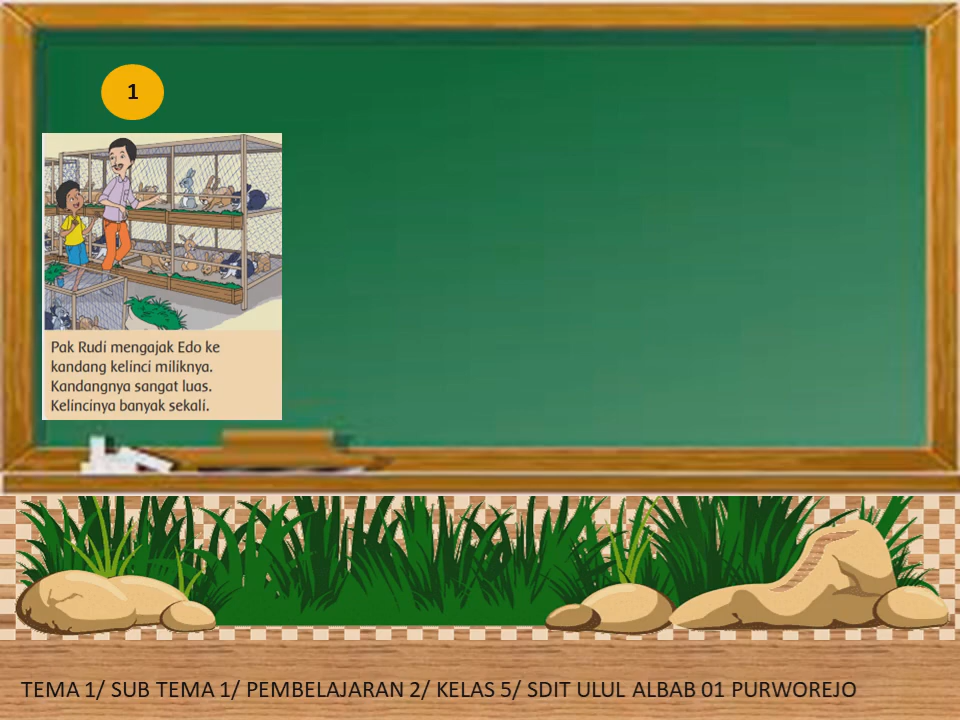 1
Pak Rudi mengajak Edo ke
kandang kelinci miliknya.
Kandangnya sangat luas.
Kelincinya banyak sekali.
TEMA 1/ SUB TEMA 1/ PEMBELAJARAN 2/ KELAS 5/ SDIT ULUL ALBAB 01 PURWOREJO